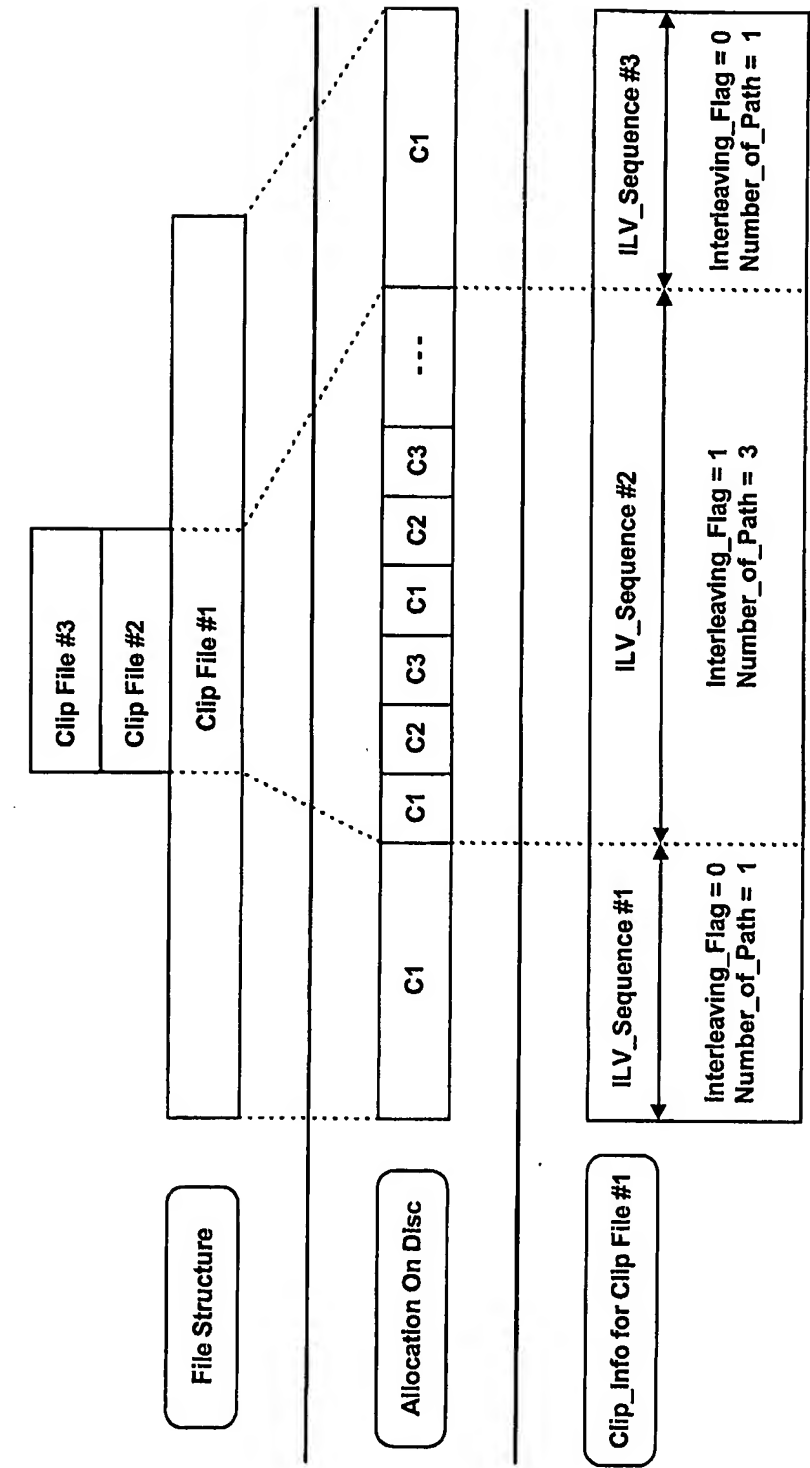 File Structure
Clip File #3
Clip File #2
Clip File #1
Allocation On Disc
C1
C1
C2
C3
C1
C2
C3
---
C1
Clip_Info for Clip File #1
ILV_Sequence #1
Interleaving_Flag = 0
Number_of_Path = 1
ILV_Sequence #2
Interleaving_Flag = 1
Number_of_Path = 3
ILV_Sequence #3
Interleaving_Flag = 0
Number_of_Path = 1